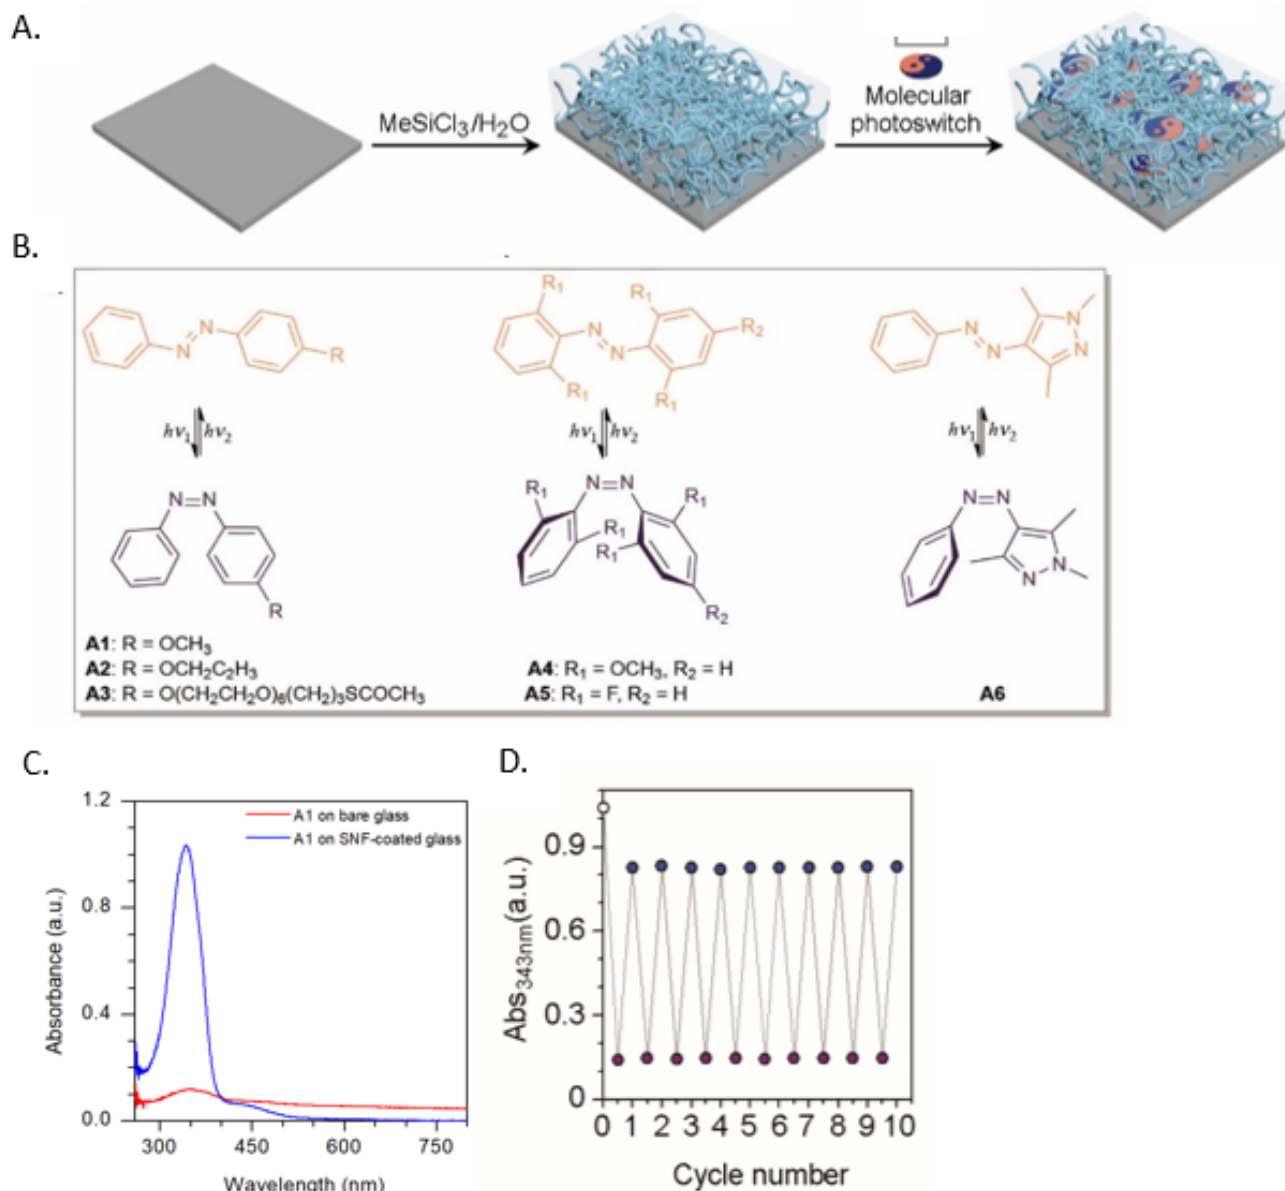 A.
MeSiCl₃/H₂O
Molecular
photoswitch
B.
N
N
R
R₁
R₁
N
N
R₂
R₁
R₁
N
N
N
N
hν₁
hν₂
hν₁
hν₂
hν₁
hν₂
N=N
R
N=N
R₁
R₁
R₁
R₁
R₂
N=N
N
N
A1: R = OCH₃
A2: R = OCH₂C₂H₃
A3: R = O(CH₂CH₂O)₆(CH₂)₃SCOCH₃
A4: R₁ = OCH₃, R₂ = H
A5: R₁ = F, R₂ = H
A6
C.
1.2
0.8
0.4
0.0
Absorbance (a.u.)
A1 on bare glass
A1 on SNF-coated glass
300
450
600
750
Wavelength (nm)
D.
0.9
0.6
0.3
0
Abs₃₄₃ₙₘ(a.u.)
0 1 2 3 4 5 6 7 8 9 10
Cycle number